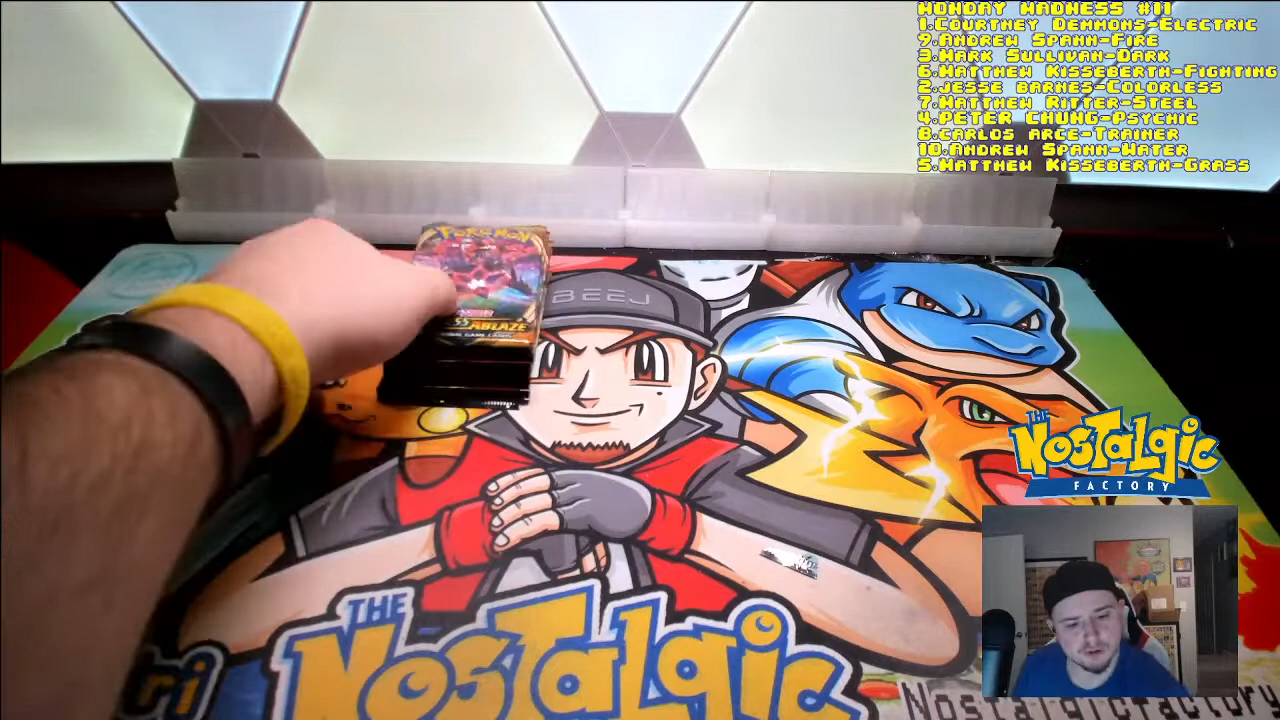 MONDAY MADNESS #11
1.COURTNEY DEMMONS-ELECTRIC
9.ANDREW SPANN-FIRE
3.MARK SULLIVAN-DARK
6.MATTHEW KISSEBERTH-FIGHTING
2.JESSE BARNES-COLORLESS
7.MATTHEW RITTER-STEEL
4.PETER CHUNG-PSYCHIC
8.CARLOS ARCE-TRAINER
10.ANDREW SPANN-WATER
5.MATTHEW KISSEBERTH-GRASS
POKEMON
ABLAZE
BEEJ
THE
NOSTALGIC
FACTORY
THE
NOSTALGIC
Nostalgicfactory